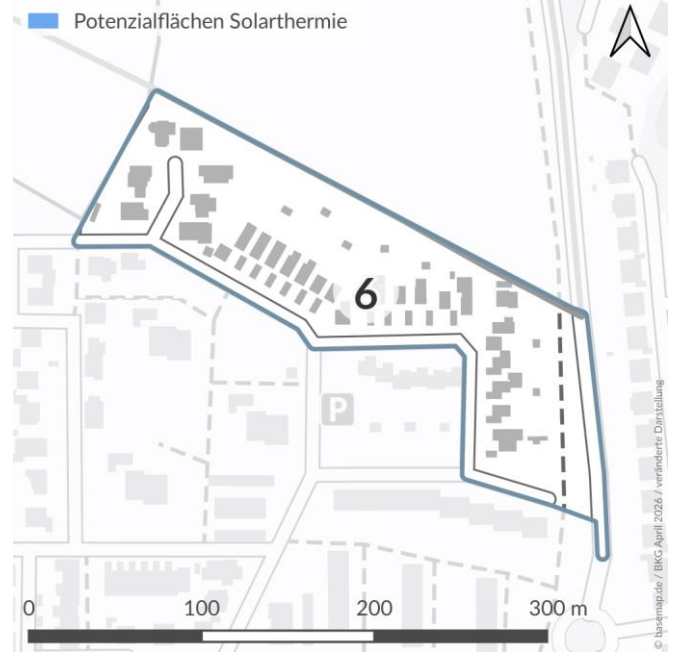 Potenzialflächen Solarthermie
6
P
0 100 200 300 m
© basemap.de / BKG April 2026 / veränderte Darstellung